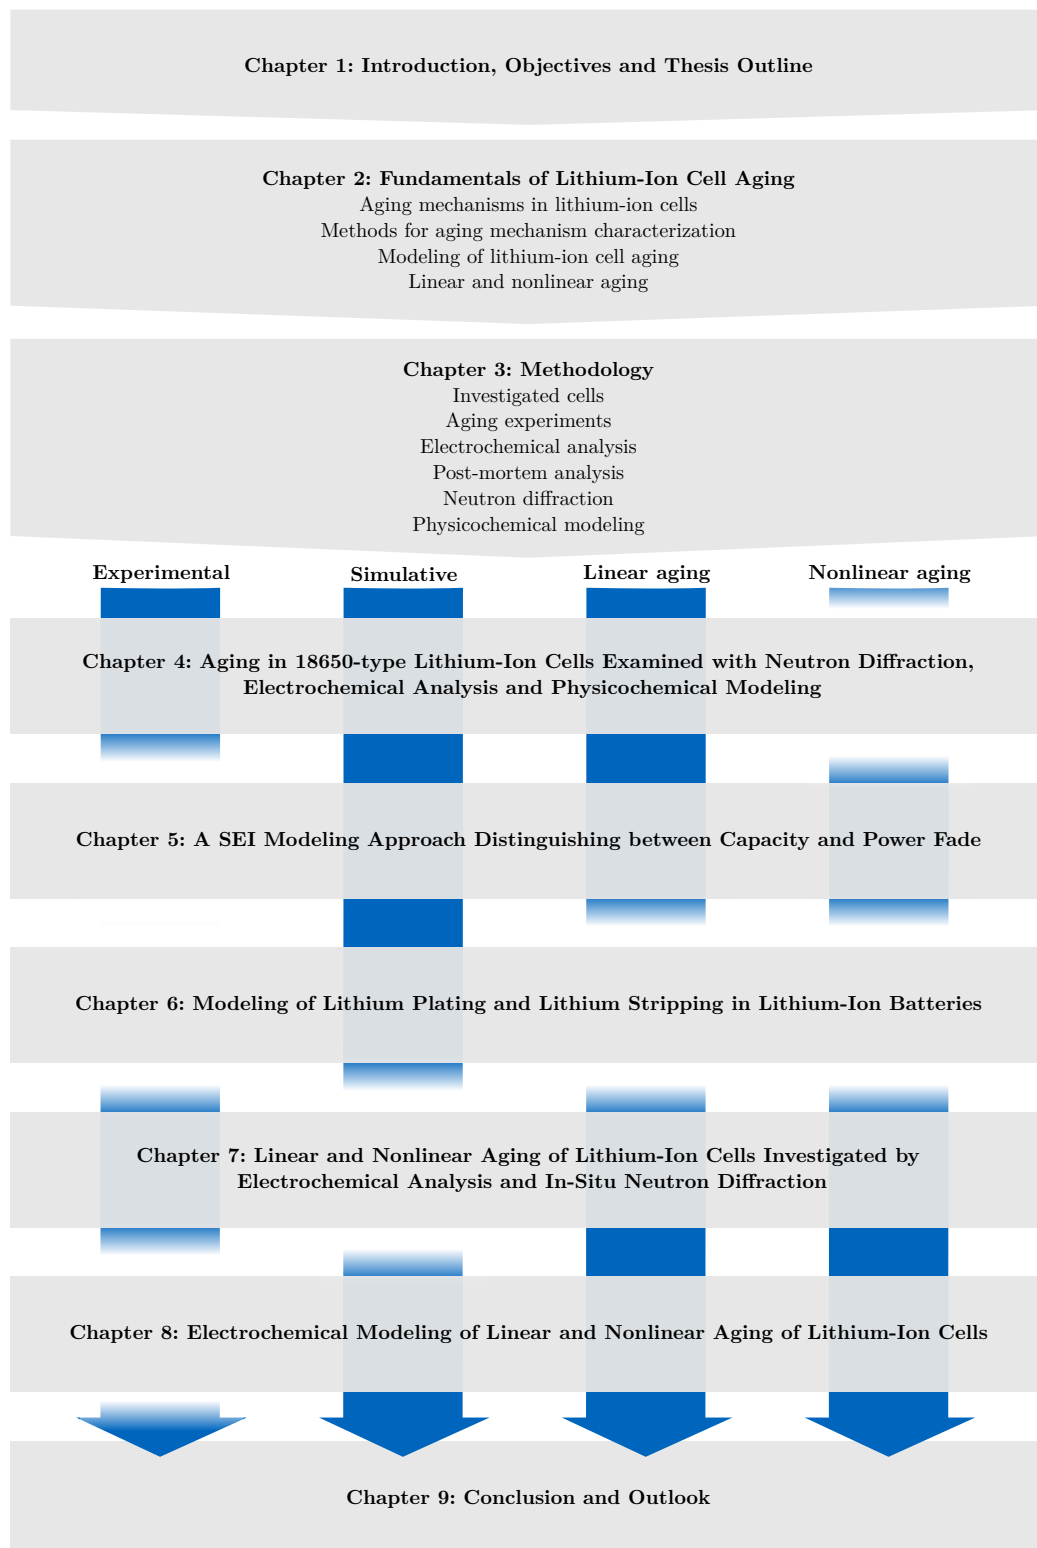 Chapter 1: Introduction, Objectives and Thesis Outline
Chapter 2: Fundamentals of Lithium-Ion Cell Aging
Aging mechanisms in lithium-ion cells
Methods for aging mechanism characterization
Modeling of lithium-ion cell aging
Linear and nonlinear aging
Chapter 3: Methodology
Investigated cells
Aging experiments
Electrochemical analysis
Post-mortem analysis
Neutron diffraction
Physicochemical modeling
Experimental Simulative Linear aging Nonlinear aging
Chapter 4: Aging in 18650-type Lithium-Ion Cells Examined with Neutron Diffraction,
Electrochemical Analysis and Physicochemical Modeling
Chapter 5: A SEI Modeling Approach Distinguishing between Capacity and Power Fade
Chapter 6: Modeling of Lithium Plating and Lithium Stripping in Lithium-Ion Batteries
Chapter 7: Linear and Nonlinear Aging of Lithium-Ion Cells Investigated by
Electrochemical Analysis and In-Situ Neutron Diffraction
Chapter 8: Electrochemical Modeling of Linear and Nonlinear Aging of Lithium-Ion Cells
Chapter 9: Conclusion and Outlook